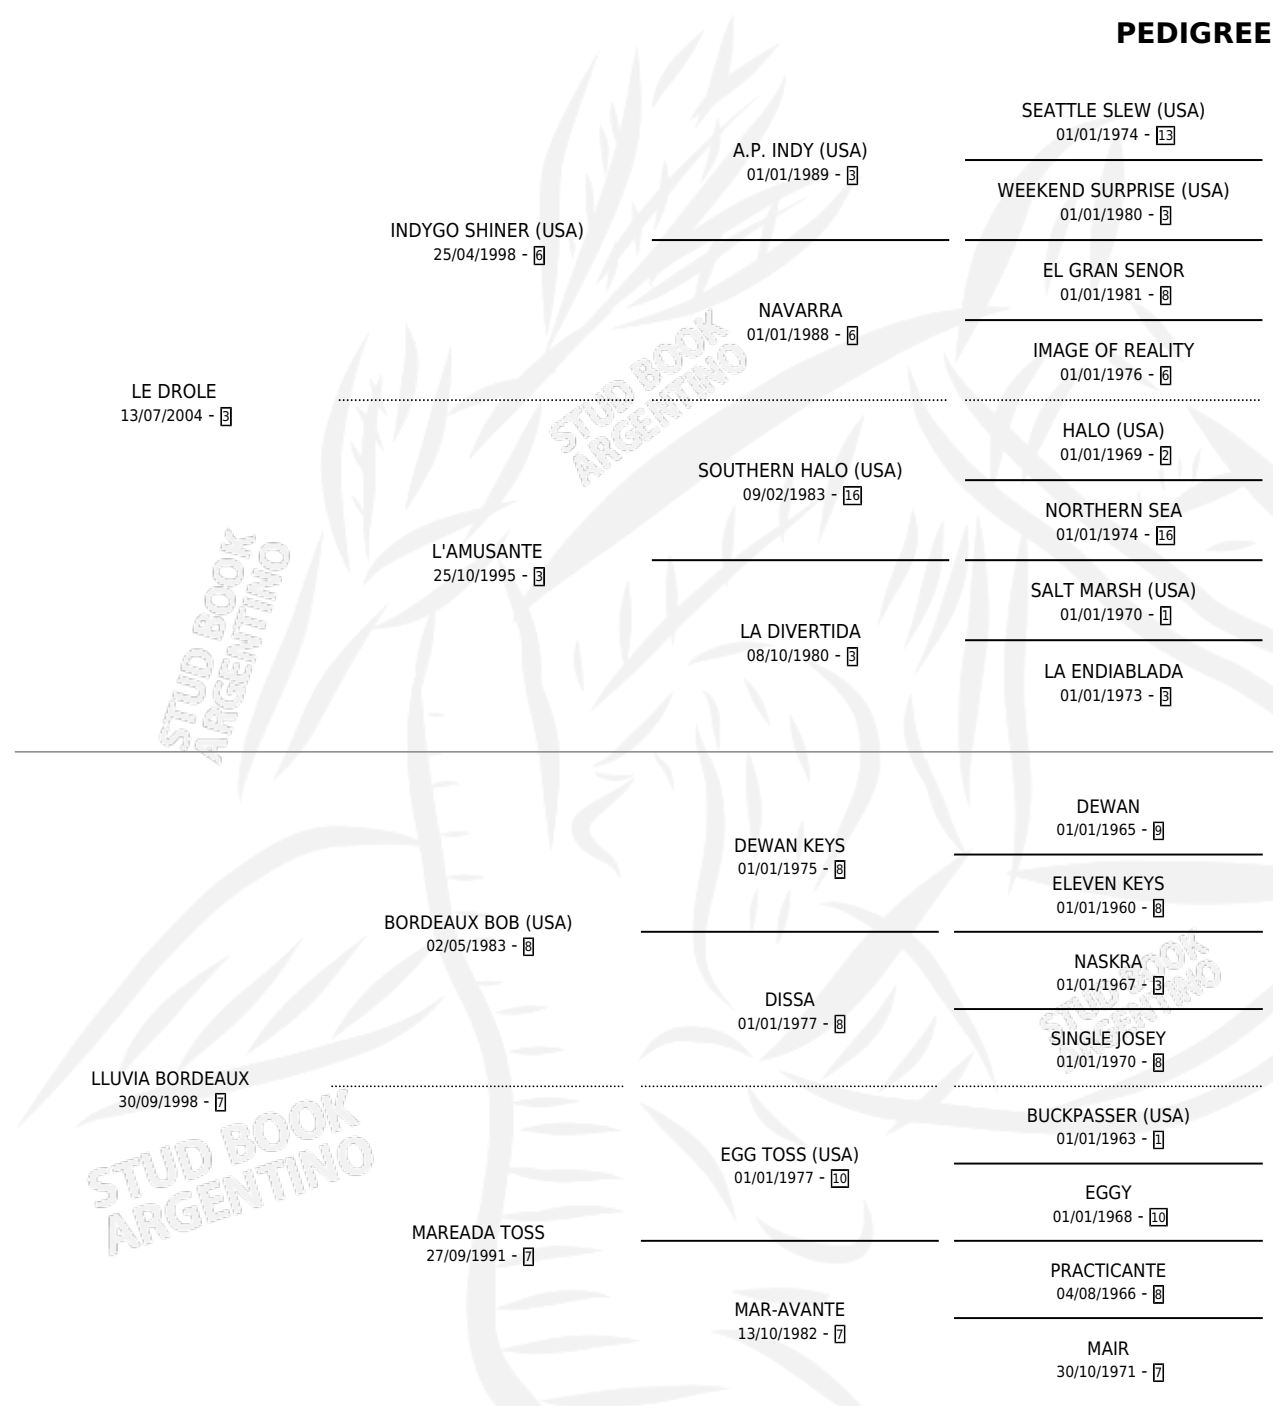 PEDIGREE
SEATTLE SLEW (USA)
01/01/1974 - 13
A.P. INDY (USA)
01/01/1989 - 3
WEEKEND SURPRISE (USA)
01/01/1980 - 3
INDYGO SHINER (USA)
25/04/1998 - 6
EL GRAN SENOR
01/01/1981 - 8
NAVARRA
01/01/1988 - 6
IMAGE OF REALITY
01/01/1976 - 6
LE DROLE
13/07/2004 - 3
HALO (USA)
01/01/1969 - 2
SOUTHERN HALO (USA)
09/02/1983 - 16
NORTHERN SEA
01/01/1974 - 16
L'AMUSANTE
25/10/1995 - 3
SALT MARSH (USA)
01/01/1970 - 1
LA DIVERTIDA
08/10/1980 - 3
LA ENDIABLADA
01/01/1973 - 3
STUD BOOK
ARGENTINO
STUD BOOK
ARGENTINO
DEWAN
01/01/1965 - 9
DEWAN KEYS
01/01/1975 - 8
ELEVEN KEYS
01/01/1960 - 8
BORDEAUX BOB (USA)
02/05/1983 - 8
NASKRA
01/01/1967 - 3
DISSA
01/01/1977 - 8
SINGLE JOSEY
01/01/1970 - 8
STUD BOOK
ARGENTINO
LLUVIA BORDEAUX
30/09/1998 - 7
BUCKPASSER (USA)
01/01/1963 - 1
EGG TOSS (USA)
01/01/1977 - 10
EGGY
01/01/1968 - 10
MAREADA TOSS
27/09/1991 - 7
PRACTICANTE
04/08/1966 - 8
MAR-AVANTE
13/10/1982 - 7
MAIR
30/10/1971 - 7
STUD BOOK
ARGENTINO